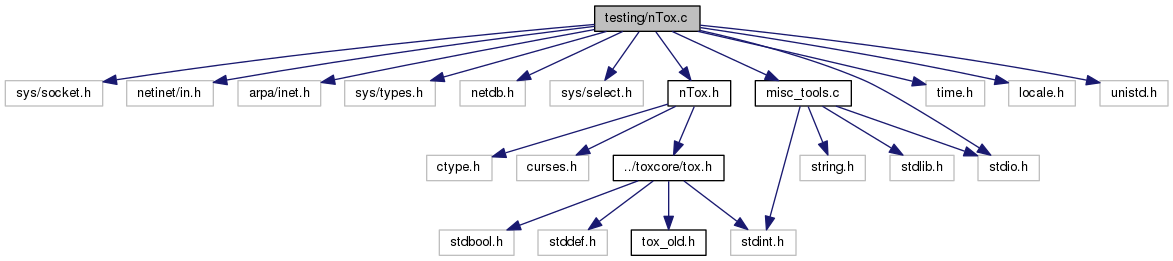 testing/nTox.c
sys/socket.h
netinet/in.h
arpa/inet.h
sys/types.h
netdb.h
sys/select.h
nTox.h
misc_tools.c
time.h
locale.h
unistd.h
ctype.h
curses.h
../toxcore/tox.h
string.h
stdlib.h
stdio.h
stdbool.h
stddef.h
tox_old.h
stdint.h